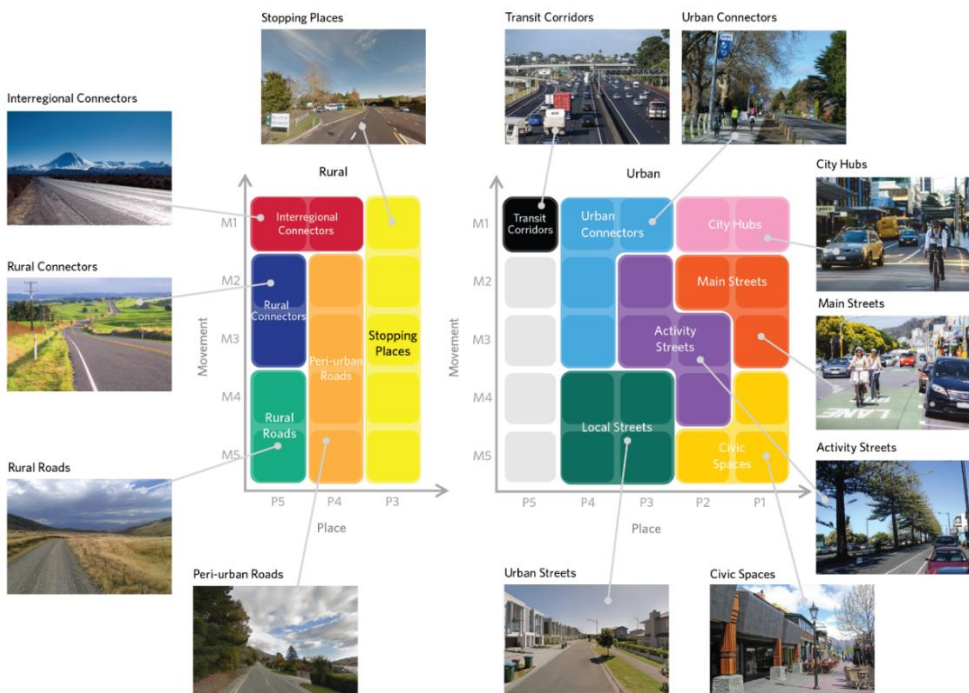 Stopping Places
Transit Corridors
Urban Connectors
Interregional Connectors
City Hubs
Rural Connectors
Main Streets
Rural Roads
Activity Streets
Peri-urban Roads
Urban Streets
Civic Spaces
Rural
Movement
M1
M2
M3
M4
M5
Interregional
Connectors
Rural
Connectors
Peri-urban
Roads
Stopping
Places
Rural
Roads
P5
P4
P3
Place
Urban
Movement
M1
M2
M3
M4
M5
Transit
Corridors
Urban
Connectors
City Hubs
Main Streets
Activity
Streets
Local Streets
Civic
Spaces
P5
P4
P3
P2
P1
Place
LANE